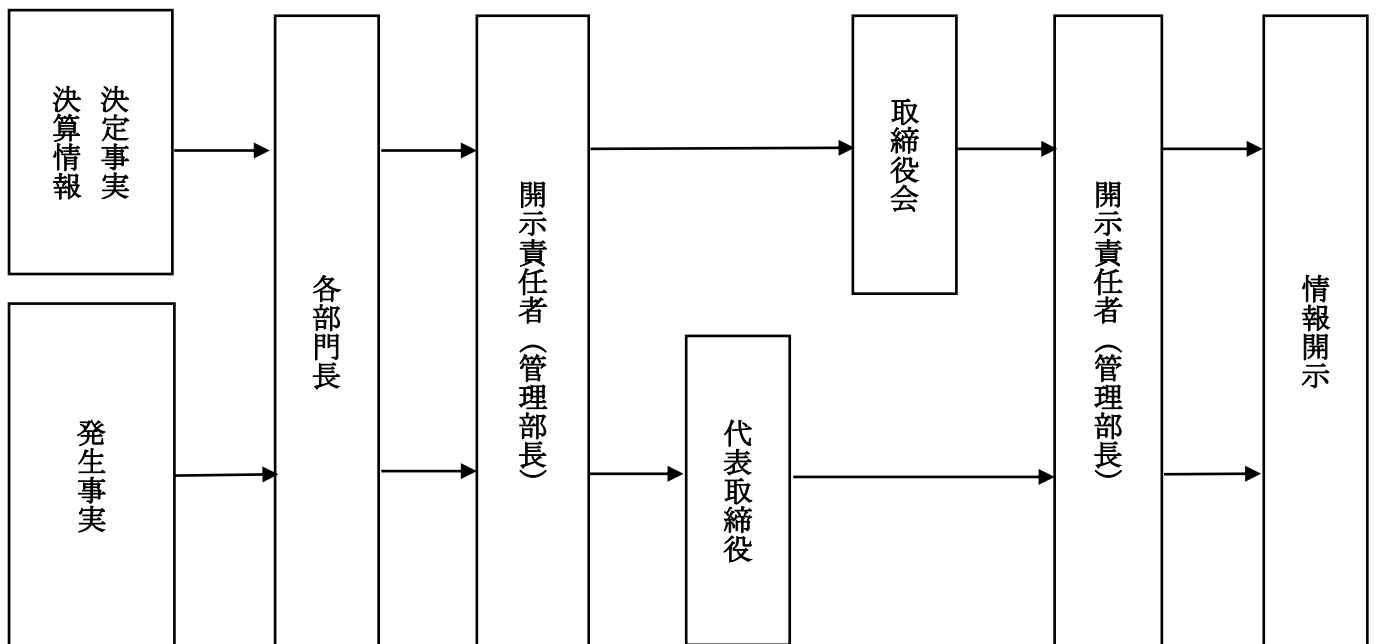 決定事実
決算情報
発生事実
各部門長
開示責任者（管理部長）
代表取締役
取締役会
開示責任者（管理部長）
情報開示